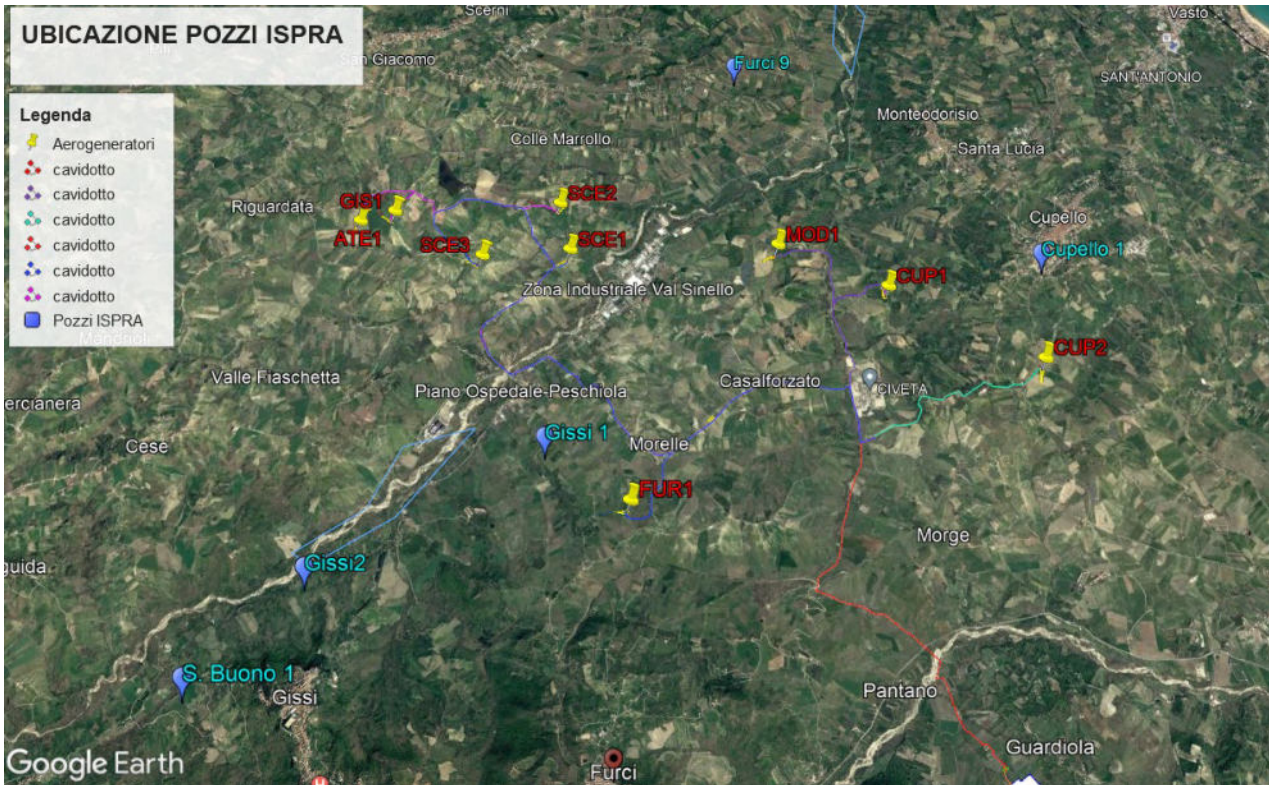 UBICAZIONE POZZI ISPRA
Legenda
Aerogeneratori
cavidotto
cavidotto
cavidotto
cavidotto
cavidotto
cavidotto
Pozzi ISPRA
Scerni
Vasto
San Giacomo
Furci 9
SANT'ANTONIO
Monteodorisio
Colle Marrollo
Santa Lucia
Riguardata
GIS1
SCE2
Cupello
ATE1
SCE3
SCE1
MOD1
Cupello 1
CUP1
Zona Industriale Val Sinello
CUP2
Valle Fiaschetta
Piano Ospedale-Peschiola
Casalforzato
CIVETA
ercianera
Cese
Gissi 1
Morelle
FUR1
Morge
guida
Gissi2
S. Buono 1
Gissi
Pantano
Guardiola
Furci
Google Earth